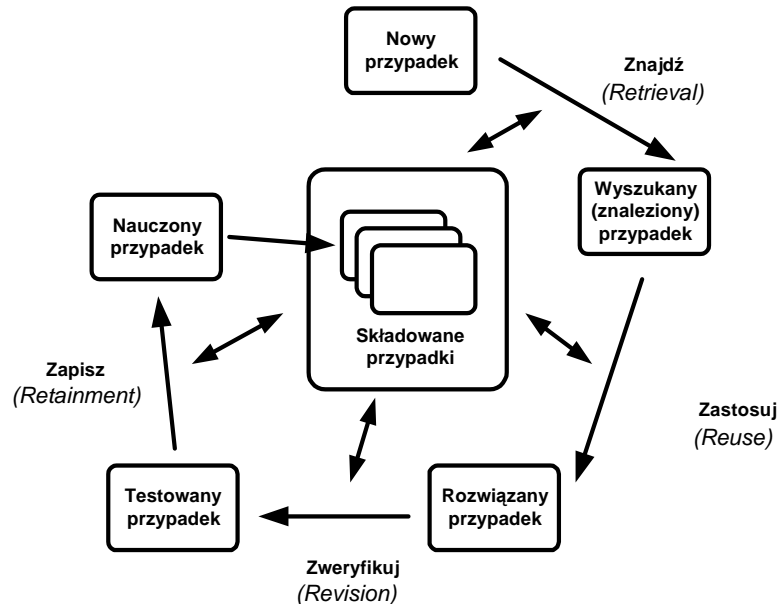 Nowy
przypadek
Znajdź
(Retrieval)
Wyszukany
(znaleziony)
przypadek
Nauczony
przypadek
Składowane
przypadki
Zapisz
(Retainment)
Zastosuj
(Reuse)
Testowany
przypadek
Rozwiązany
przypadek
Zweryfikuj
(Revision)